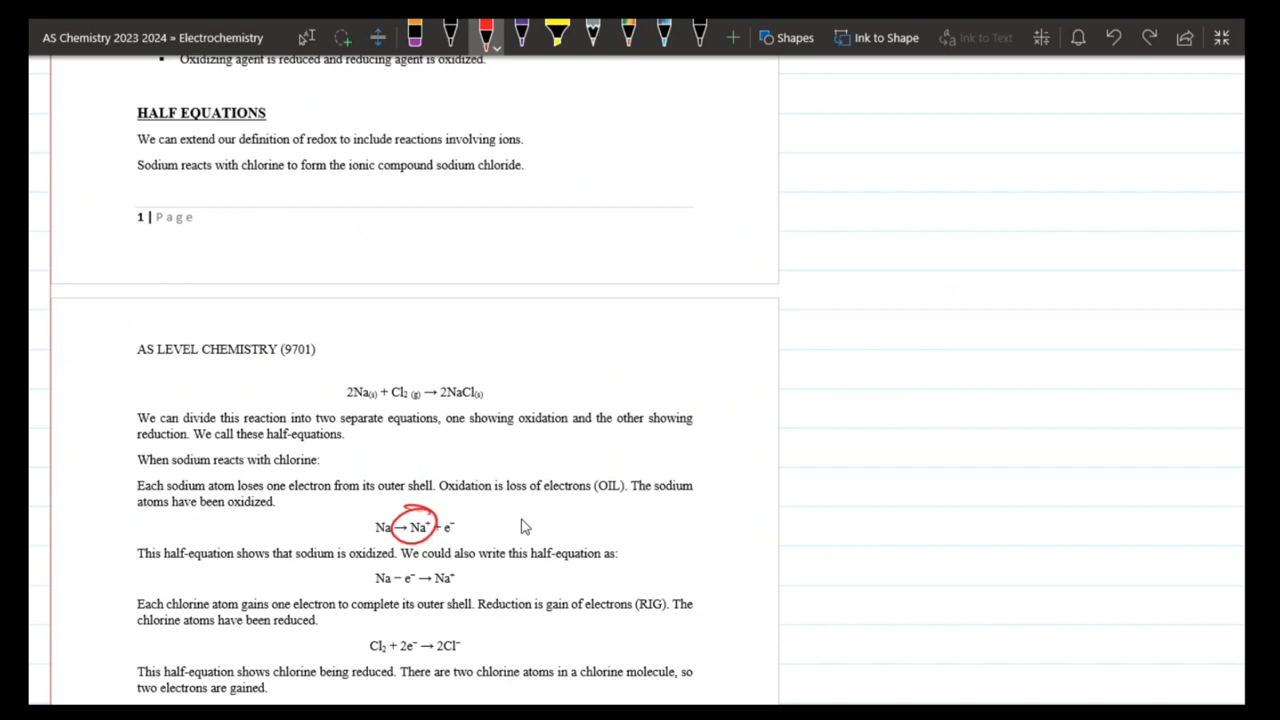 AS Chemistry 2023 2024 » Electrochemistry
Shapes
Ink to Shape
Ink to Text
▪ Oxidizing agent is reduced and reducing agent is oxidized.
HALF EQUATIONS
We can extend our definition of redox to include reactions involving ions.
Sodium reacts with chlorine to form the ionic compound sodium chloride.
1 | Page
AS LEVEL CHEMISTRY (9701)
2Na(s) + Cl₂ (g) → 2NaCl(s)
We can divide this reaction into two separate equations, one showing oxidation and the other showing
reduction. We call these half-equations.
When sodium reacts with chlorine:
Each sodium atom loses one electron from its outer shell. Oxidation is loss of electrons (OIL). The sodium
atoms have been oxidized.
Na → Na⁺ + e⁻
This half-equation shows that sodium is oxidized. We could also write this half-equation as:
Na − e⁻ → Na⁺
Each chlorine atom gains one electron to complete its outer shell. Reduction is gain of electrons (RIG). The
chlorine atoms have been reduced.
Cl₂ + 2e⁻ → 2Cl⁻
This half-equation shows chlorine being reduced. There are two chlorine atoms in a chlorine molecule, so
two electrons are gained.